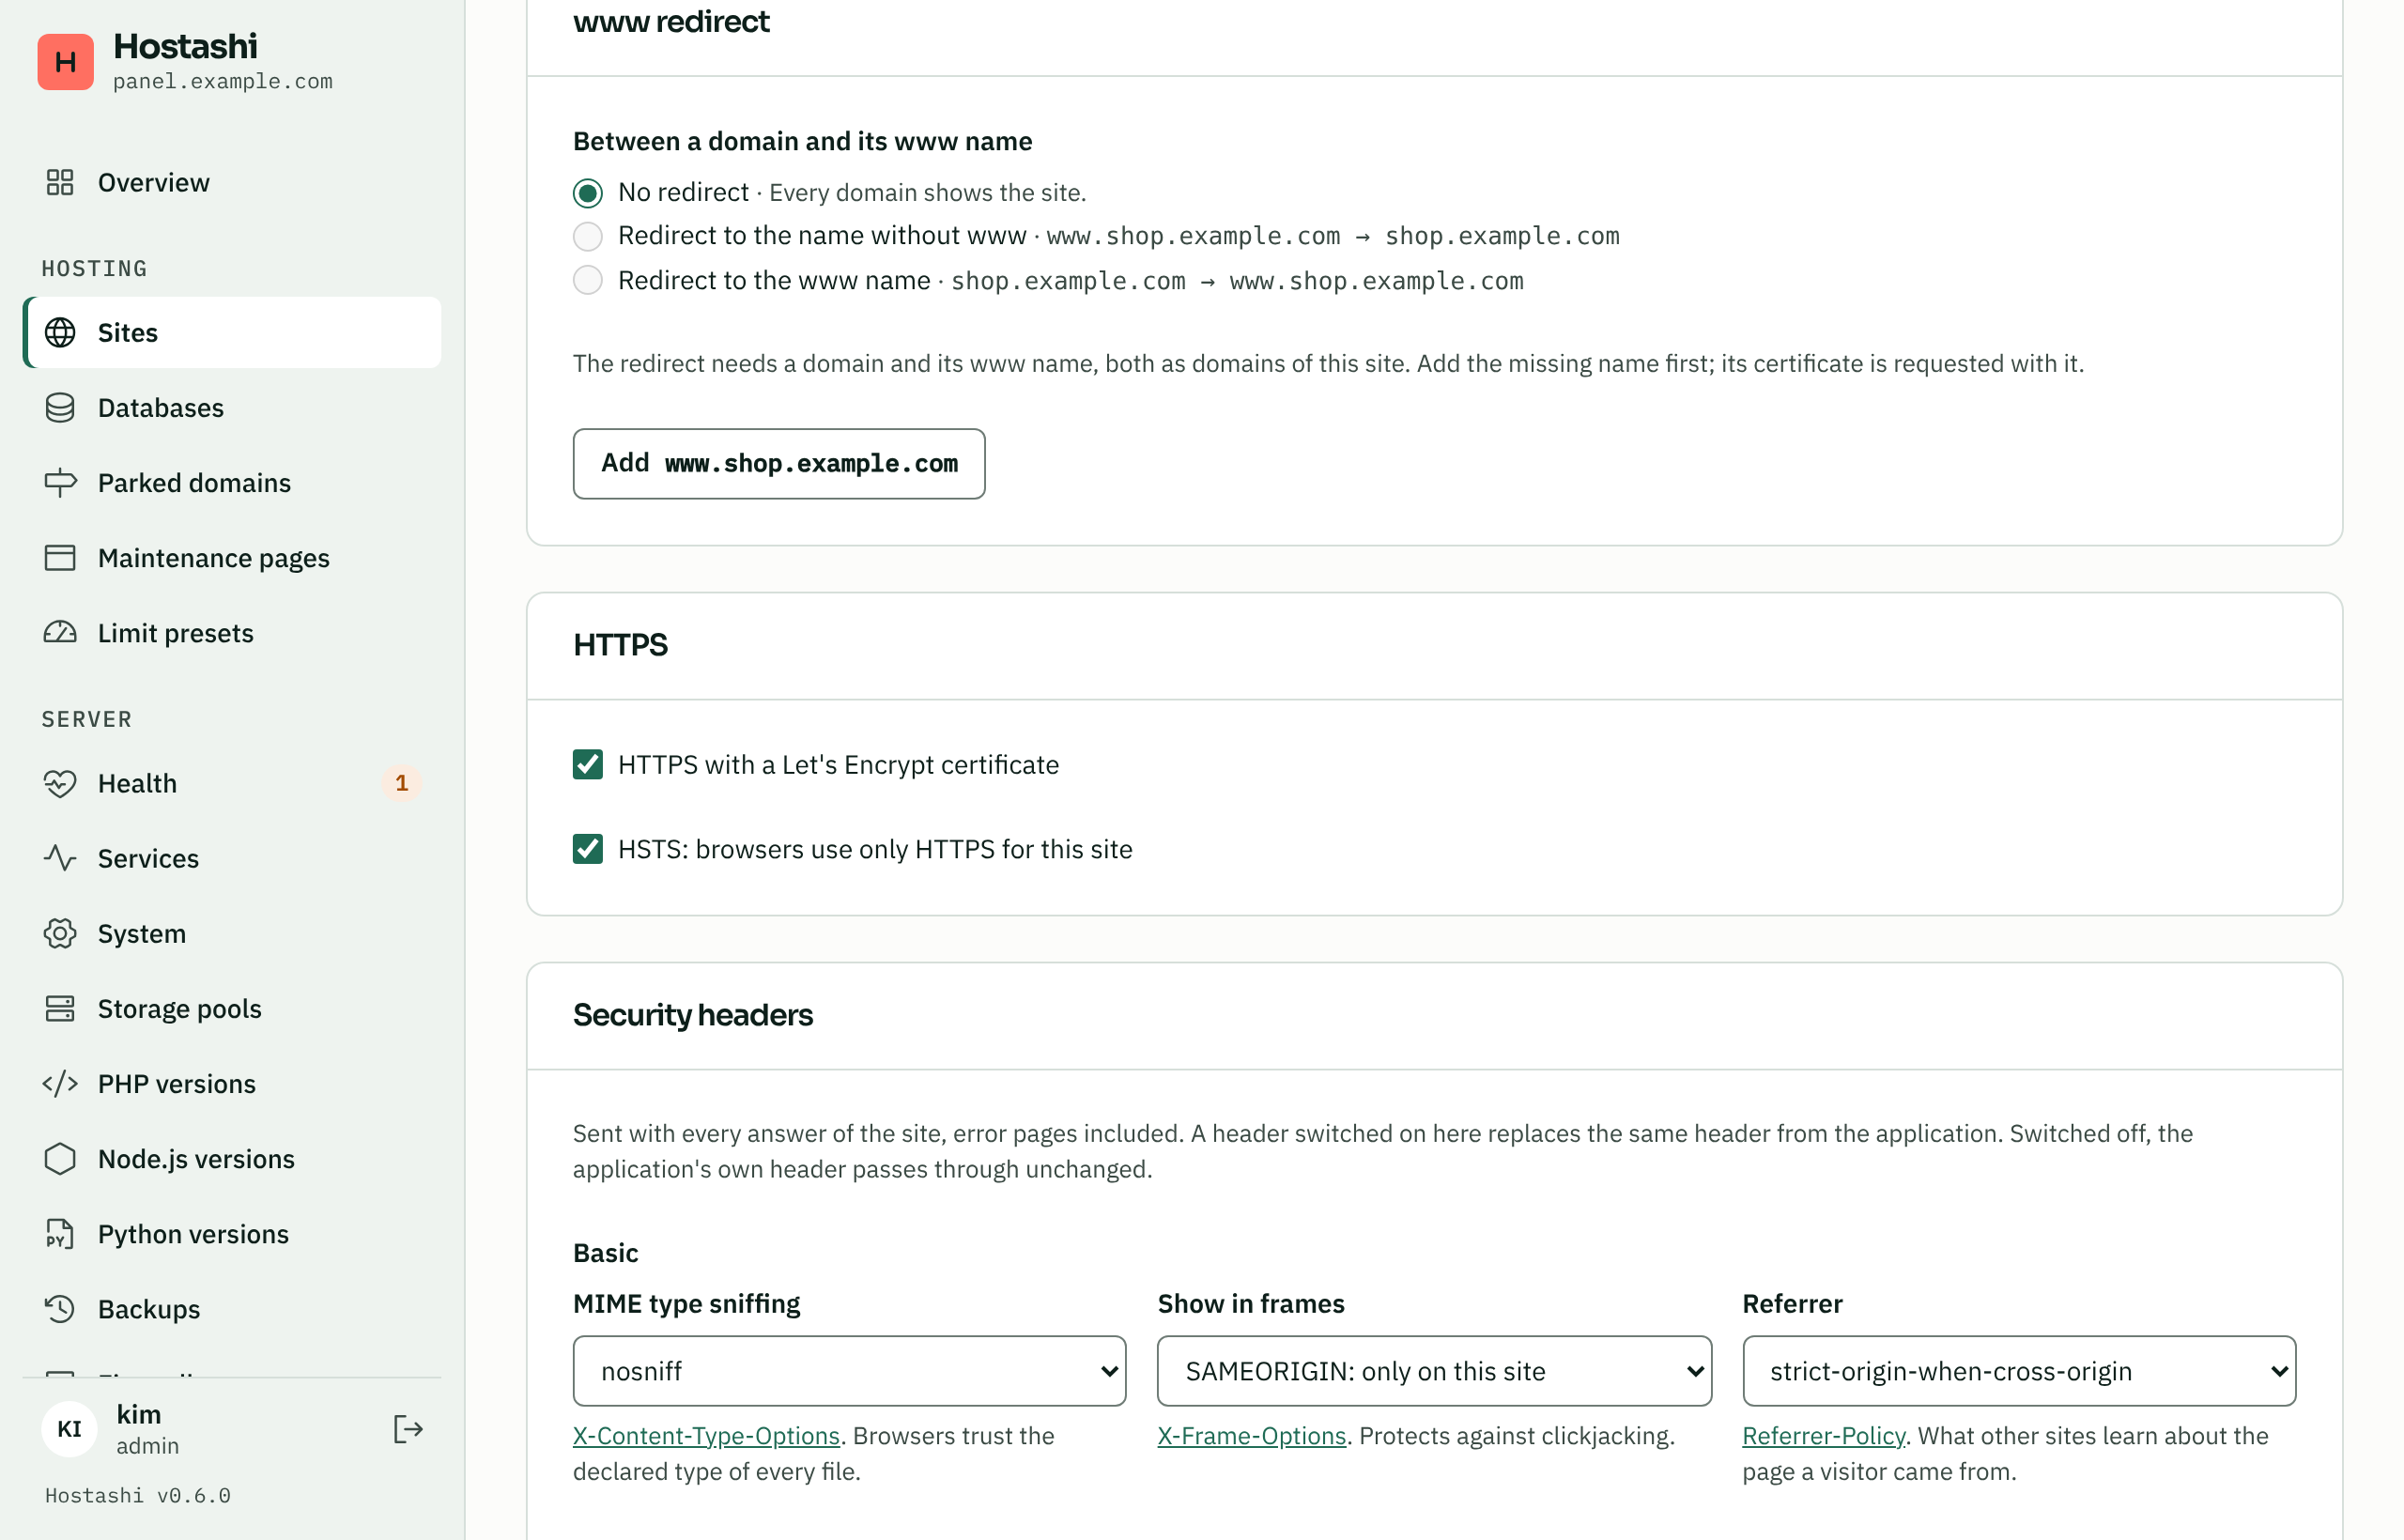 H
Hostashi
panel.example.com
Overview
HOSTING
Sites
Databases
Parked domains
Maintenance pages
Limit presets
SERVER
Health 1
Services
System
Storage pools
PHP versions
Node.js versions
PY
Python versions
Backups
KI
kim
admin
Hostashi v0.6.0
www redirect
Between a domain and its www name
No redirect · Every domain shows the site.
Redirect to the name without www · www.shop.example.com → shop.example.com
Redirect to the www name · shop.example.com → www.shop.example.com
The redirect needs a domain and its www name, both as domains of this site. Add the missing name first; its certificate is requested with it.
Add www.shop.example.com
HTTPS
HTTPS with a Let's Encrypt certificate
HSTS: browsers use only HTTPS for this site
Security headers
Sent with every answer of the site, error pages included. A header switched on here replaces the same header from the application. Switched off, the
application's own header passes through unchanged.
Basic
MIME type sniffing
nosniff
X-Content-Type-Options. Browsers trust the
declared type of every file.
Show in frames
SAMEORIGIN: only on this site
X-Frame-Options. Protects against clickjacking.
Referrer
strict-origin-when-cross-origin
Referrer-Policy. What other sites learn about the
page a visitor came from.